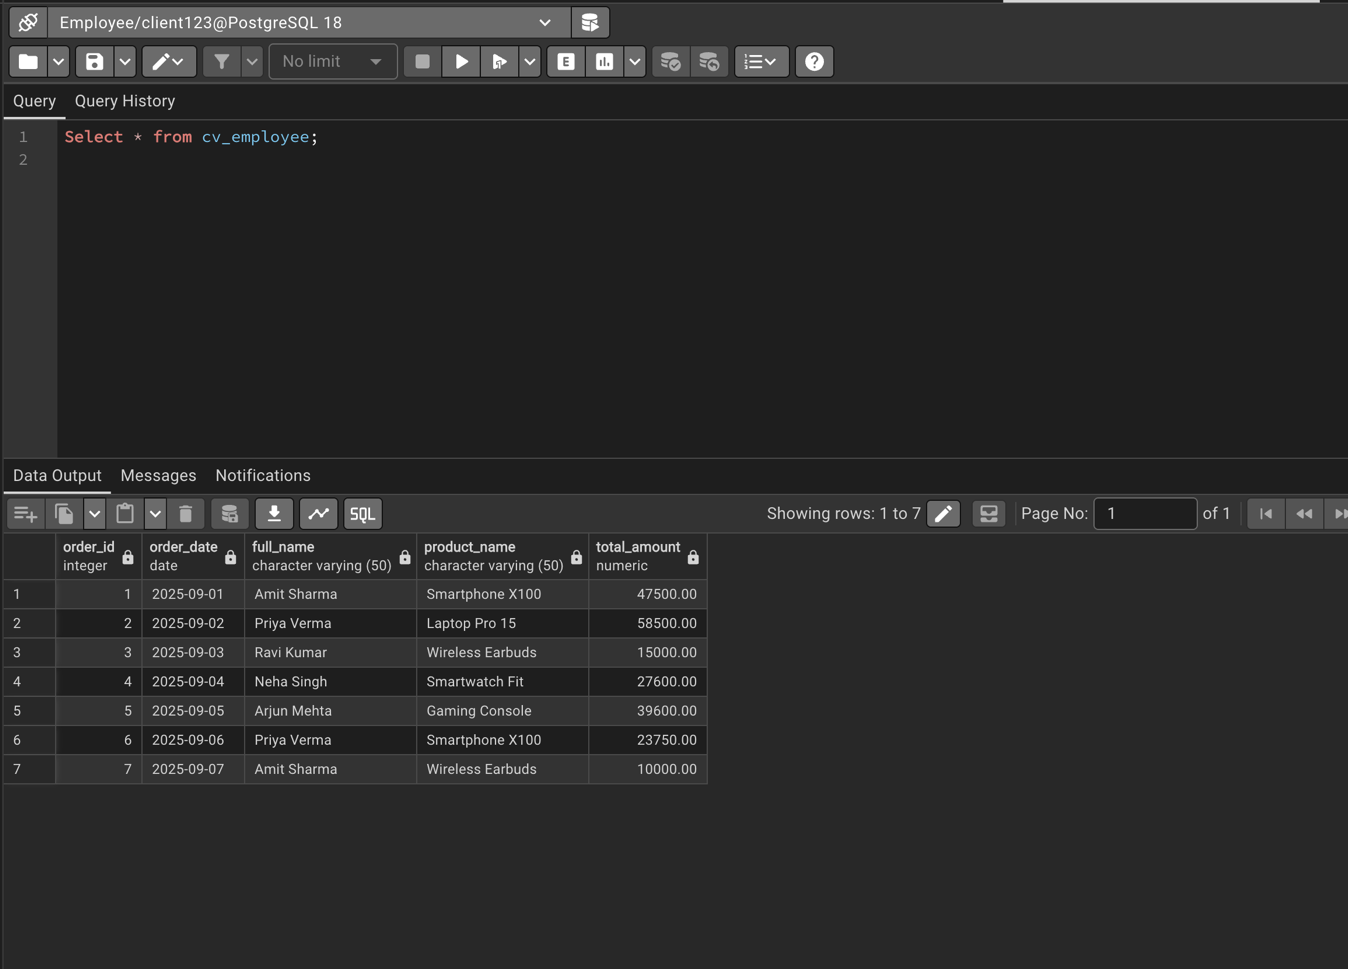 Employee/client123@PostgreSQL 18
No limit
E
Query Query History
1 Select * from cv_employee;
2
Data Output Messages Notifications
SQL Showing rows: 1 to 7 Page No: 1 of 1
order_id order_date full_name product_name total_amount
integer date character varying (50) character varying (50) numeric
1 1 2025-09-01 Amit Sharma Smartphone X100 47500.00
2 2 2025-09-02 Priya Verma Laptop Pro 15 58500.00
3 3 2025-09-03 Ravi Kumar Wireless Earbuds 15000.00
4 4 2025-09-04 Neha Singh Smartwatch Fit 27600.00
5 5 2025-09-05 Arjun Mehta Gaming Console 39600.00
6 6 2025-09-06 Priya Verma Smartphone X100 23750.00
7 7 2025-09-07 Amit Sharma Wireless Earbuds 10000.00